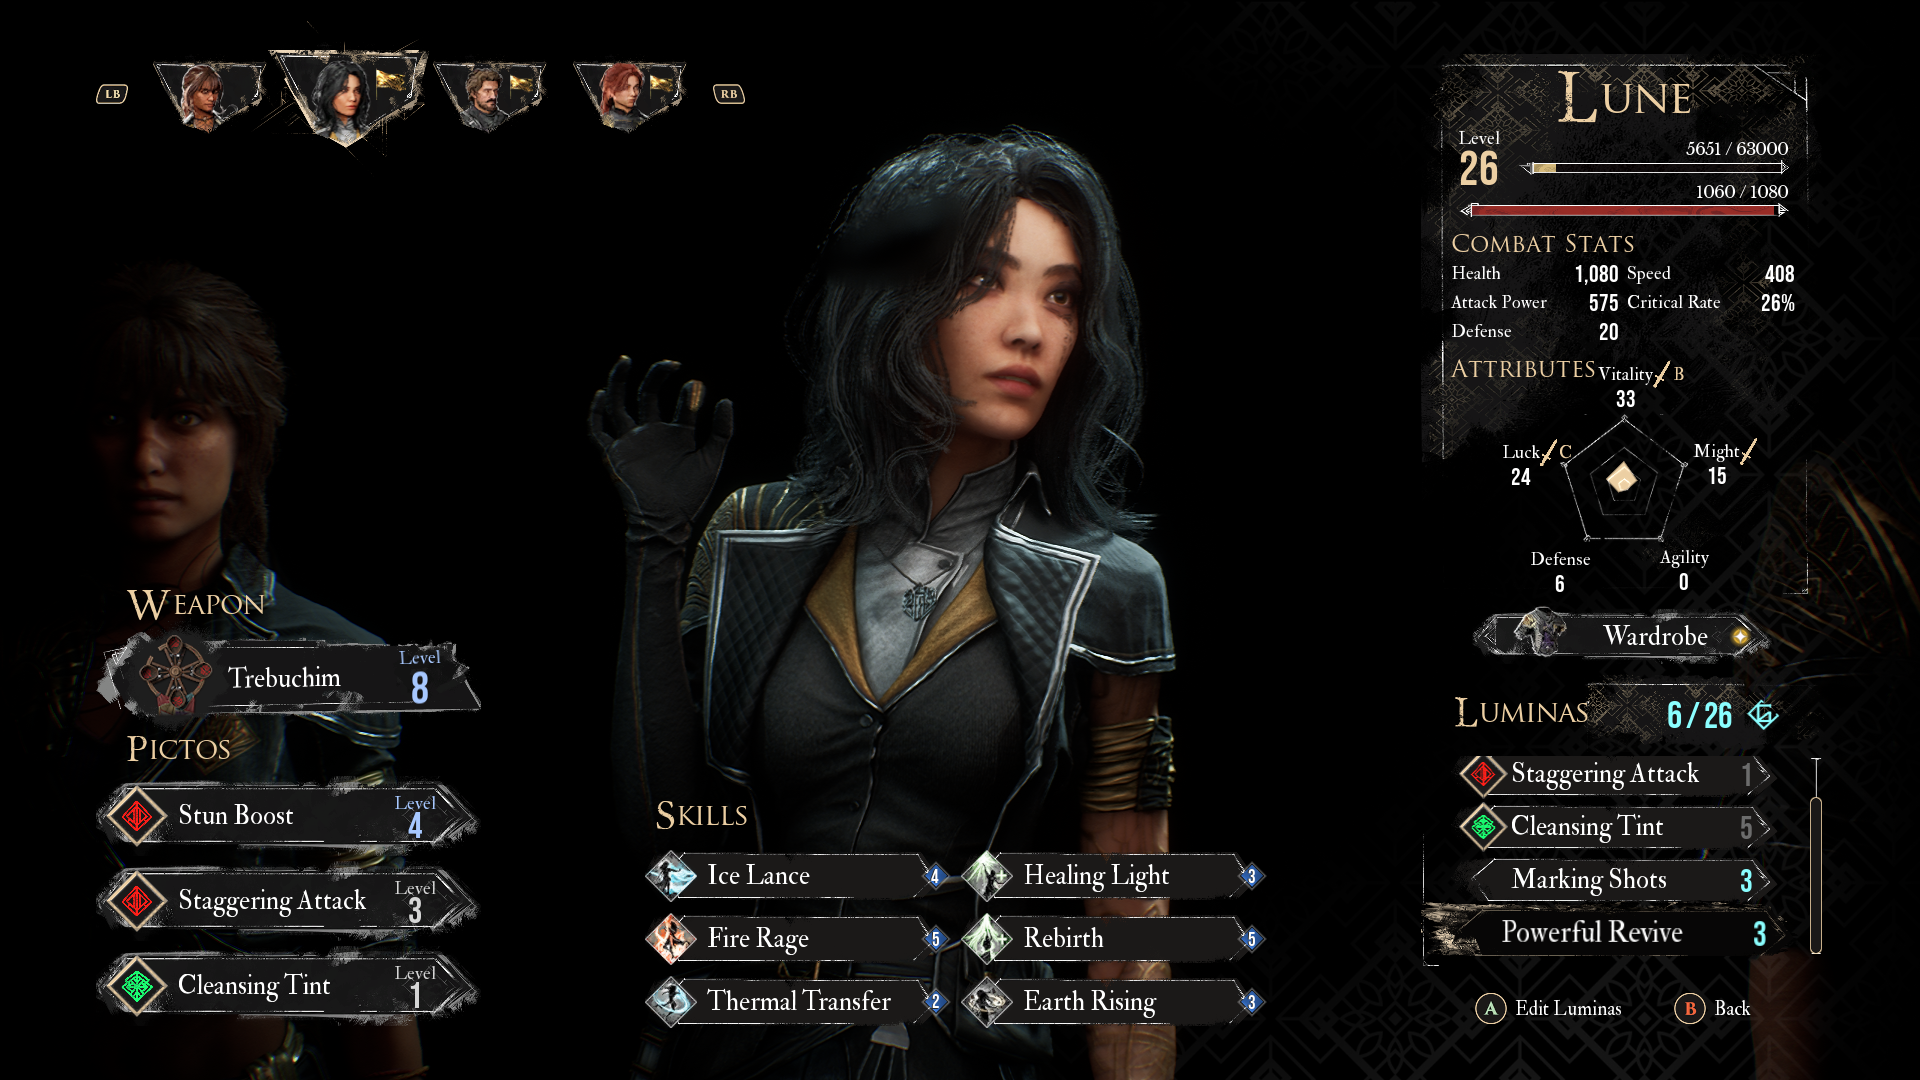 LB
RB
LUNE
Level
26
5651 / 63000
1060 / 1080
COMBAT STATS
Health 1,080 Speed 408
Attack Power 575 Critical Rate 26%
Defense 20
ATTRIBUTES
Vitality B
33
Luck C
24
Might
15
Defense
6
Agility
0
Wardrobe
LUMINAS 6/26
Staggering Attack 1
Cleansing Tint 5
Marking Shots 3
Powerful Revive 3
A Edit Luminas B Back
WEAPON
Trebuchim Level 8
PICTOS
Stun Boost Level 4
Staggering Attack Level 3
Cleansing Tint Level 1
SKILLS
Ice Lance 4
Healing Light 3
Fire Rage 5
Rebirth 5
Thermal Transfer 2
Earth Rising 3